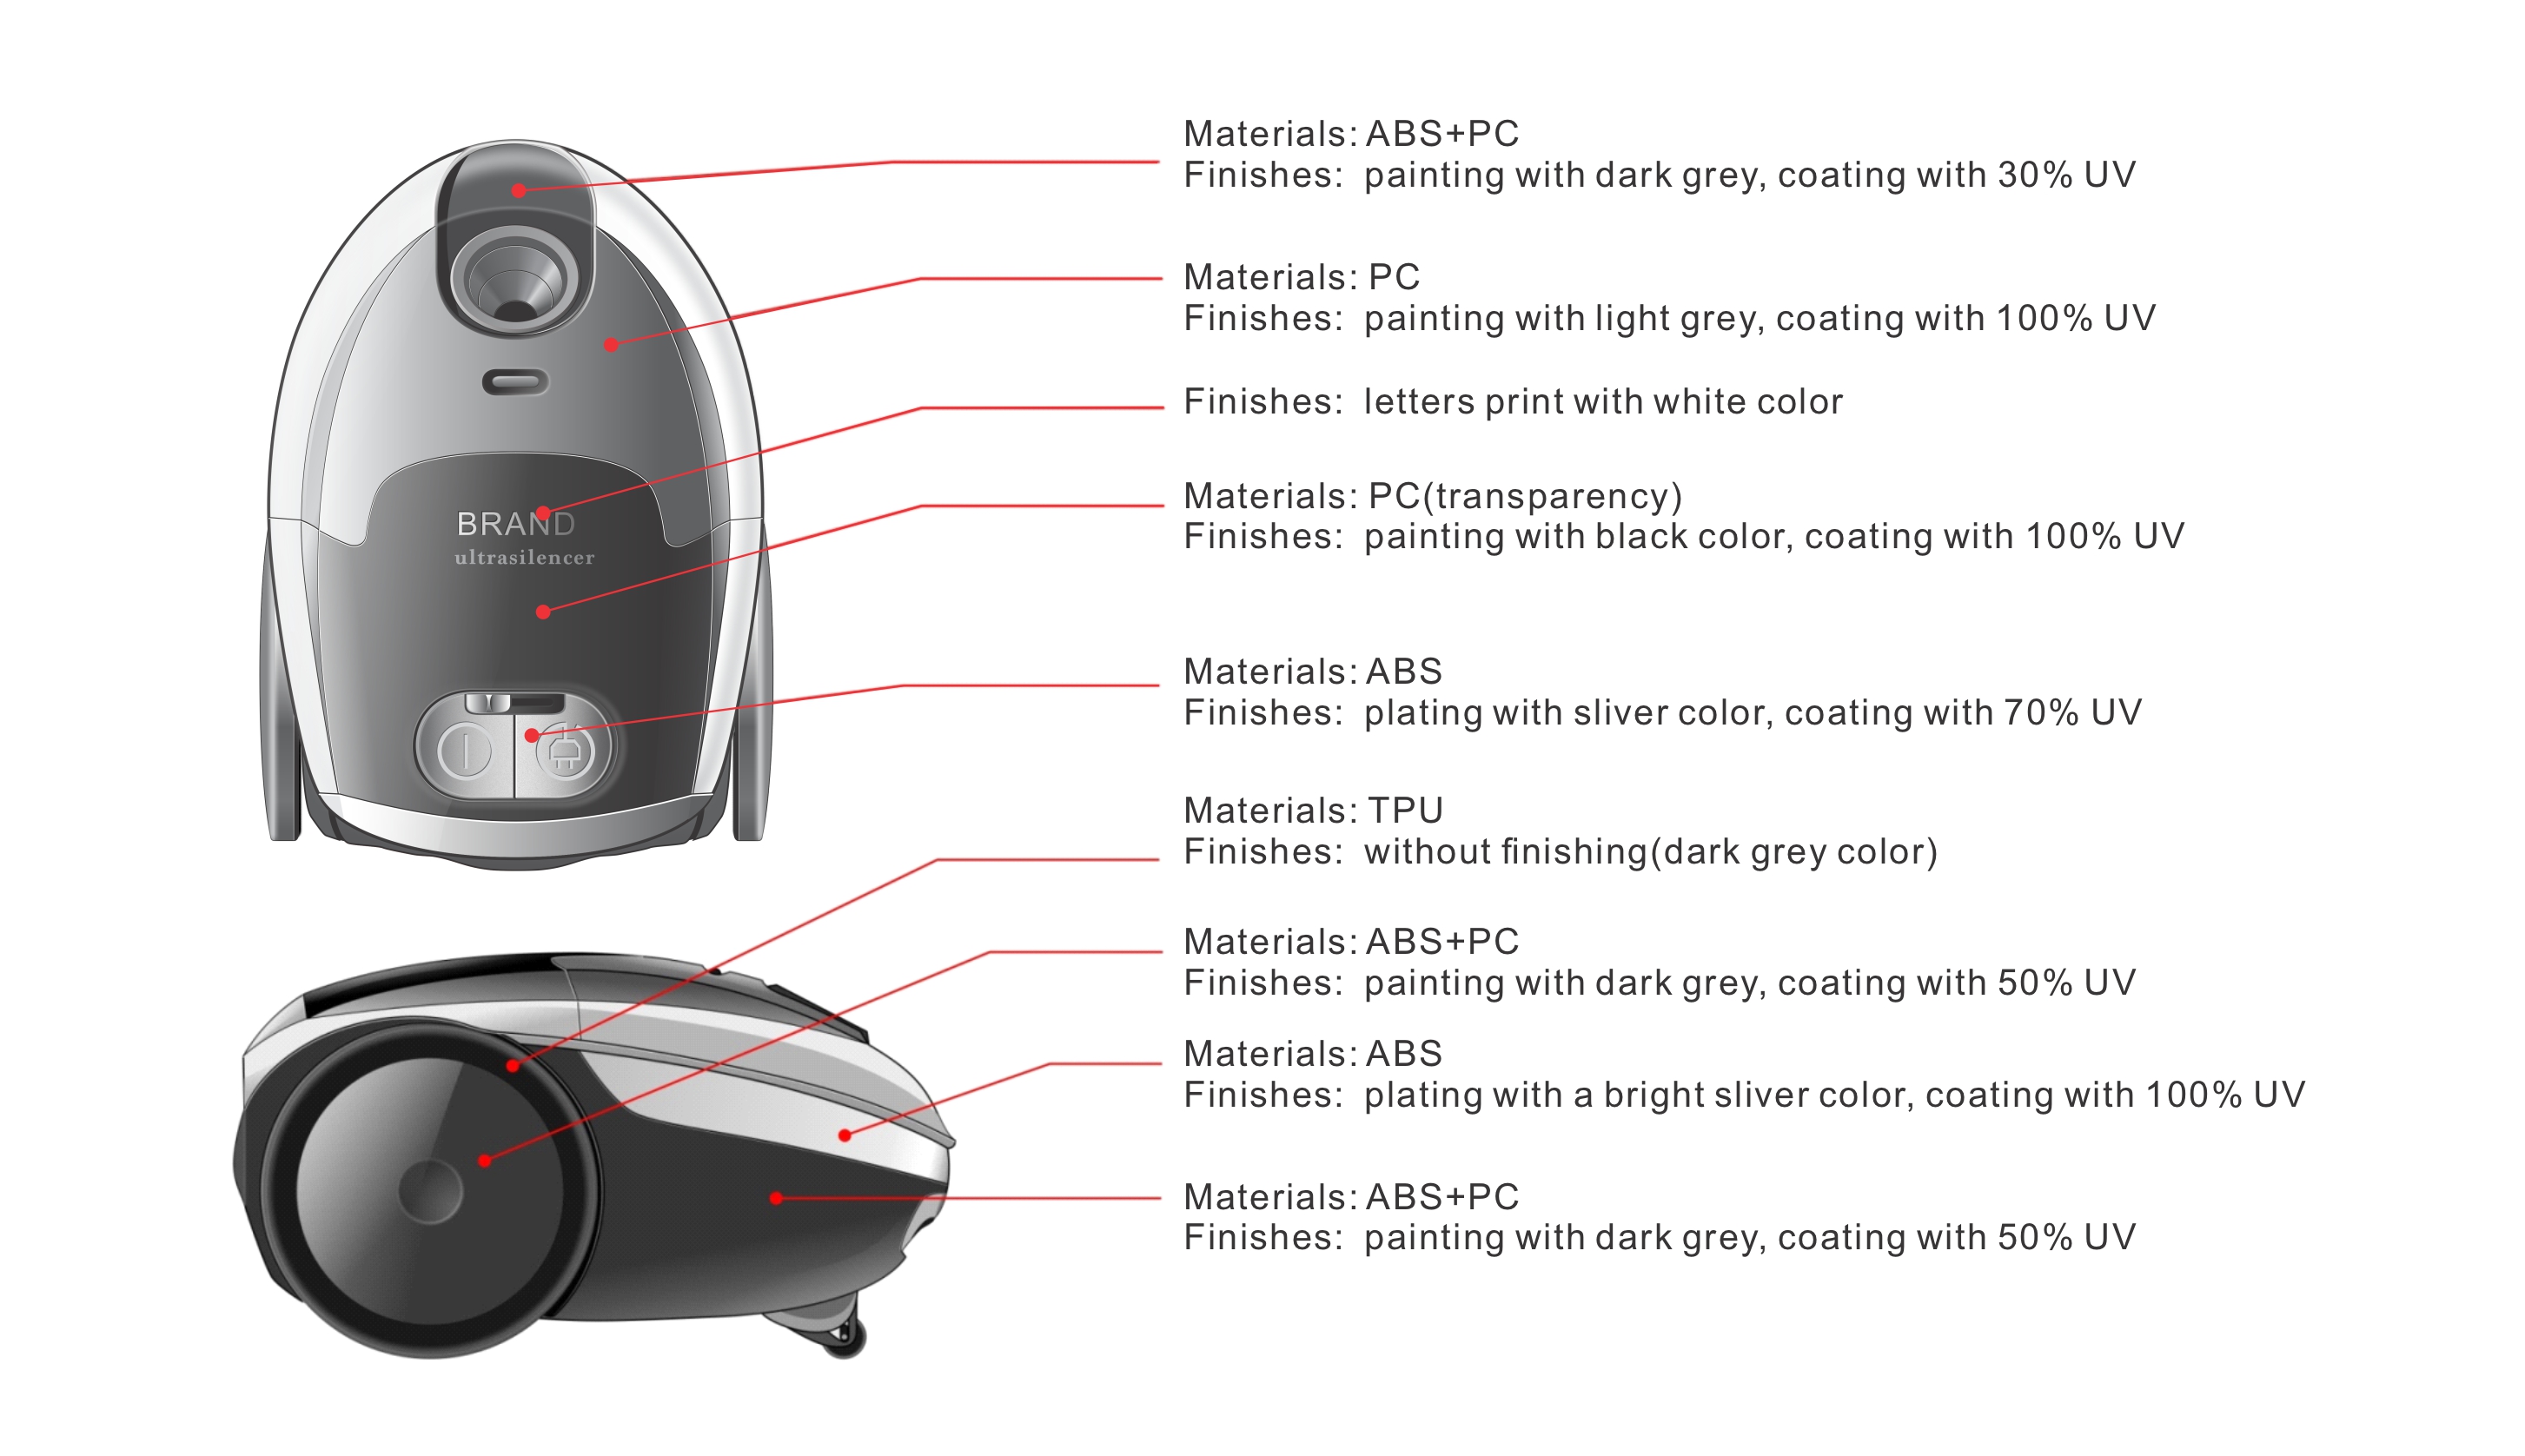 Materials: ABS+PC
Finishes: painting with dark grey, coating with 30% UV
Materials: PC
Finishes: painting with light grey, coating with 100% UV
Finishes: letters print with white color
BRAND
ultrasilencer
Materials: PC(transparency)
Finishes: painting with black color, coating with 100% UV
Materials: ABS
Finishes: plating with sliver color, coating with 70% UV
Materials: TPU
Finishes: without finishing(dark grey color)
Materials: ABS+PC
Finishes: painting with dark grey, coating with 50% UV
Materials: ABS
Finishes: plating with a bright sliver color, coating with 100% UV
Materials: ABS+PC
Finishes: painting with dark grey, coating with 50% UV